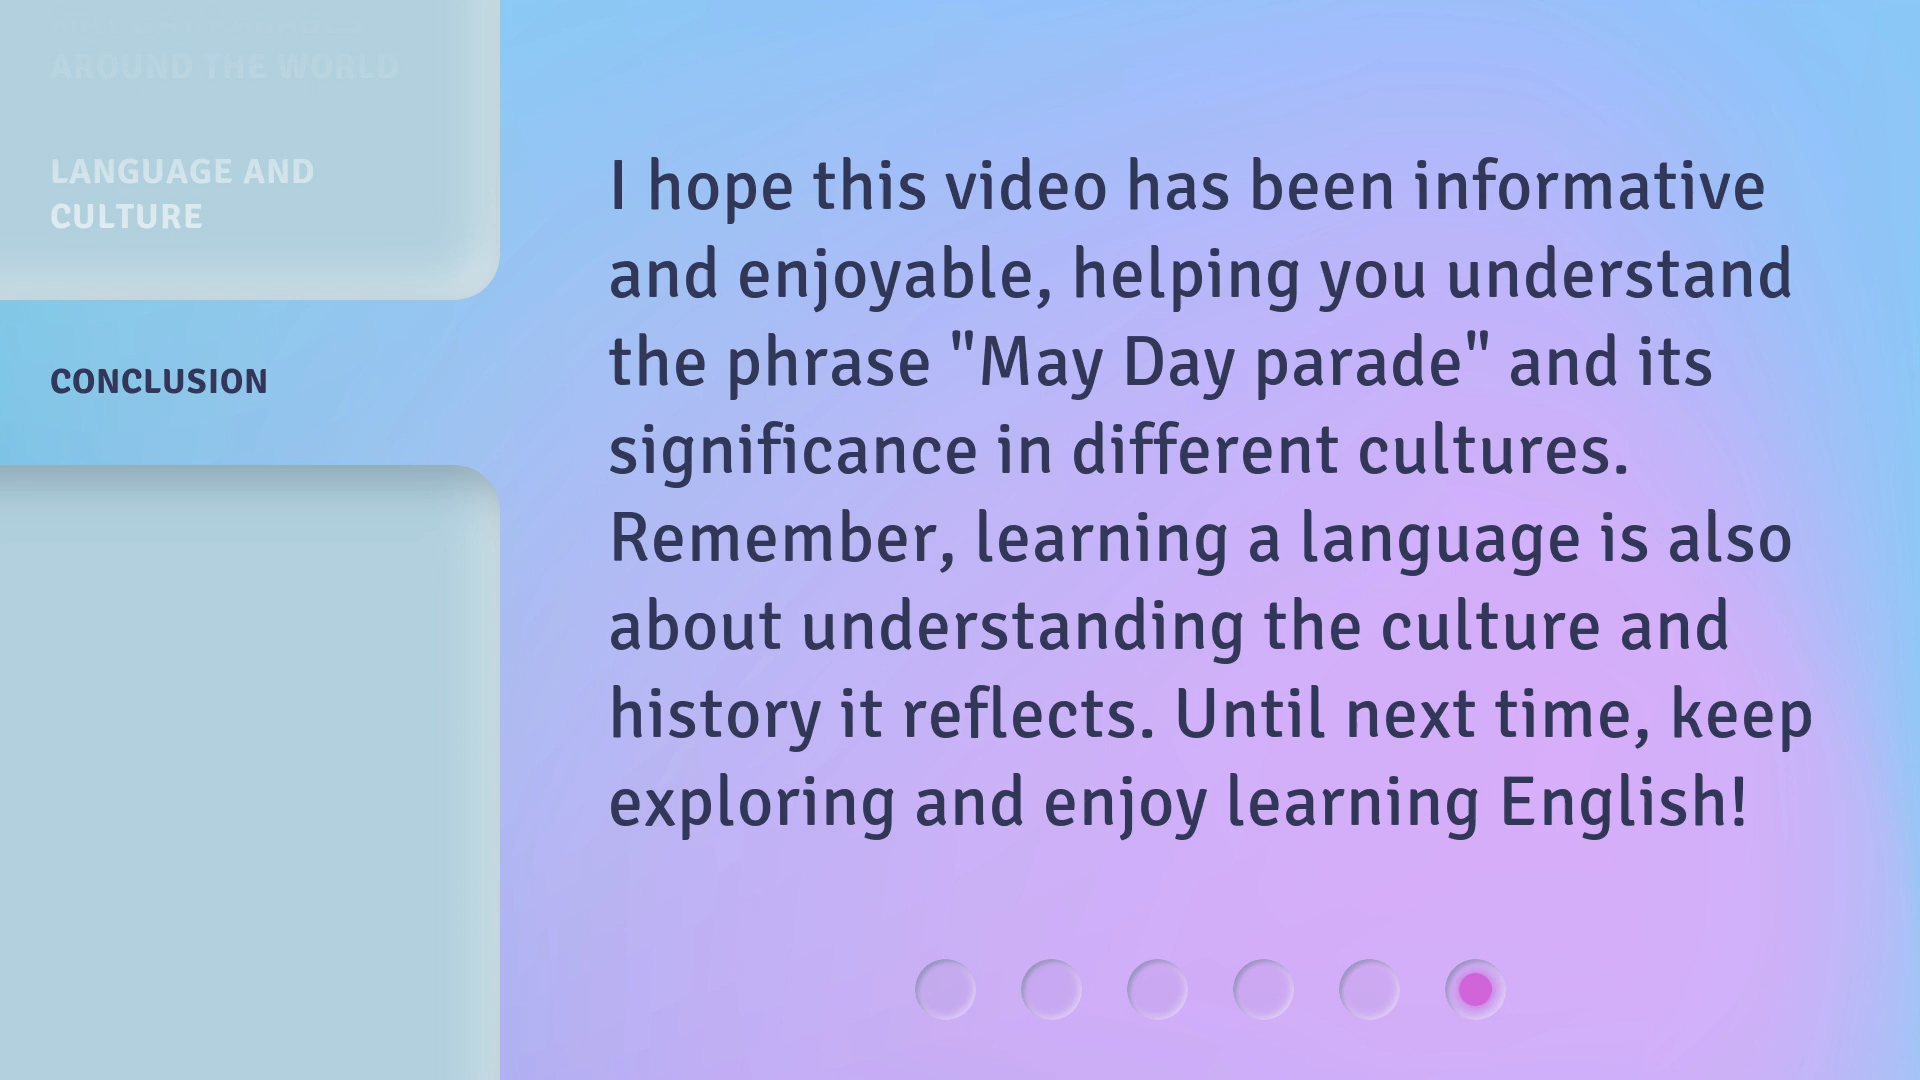 AROUND THE WORLD
LANGUAGE AND
CULTURE
CONCLUSION
I hope this video has been informative
and enjoyable, helping you understand
the phrase "May Day parade" and its
significance in different cultures.
Remember, learning a language is also
about understanding the culture and
history it reflects. Until next time, keep
exploring and enjoy learning English!